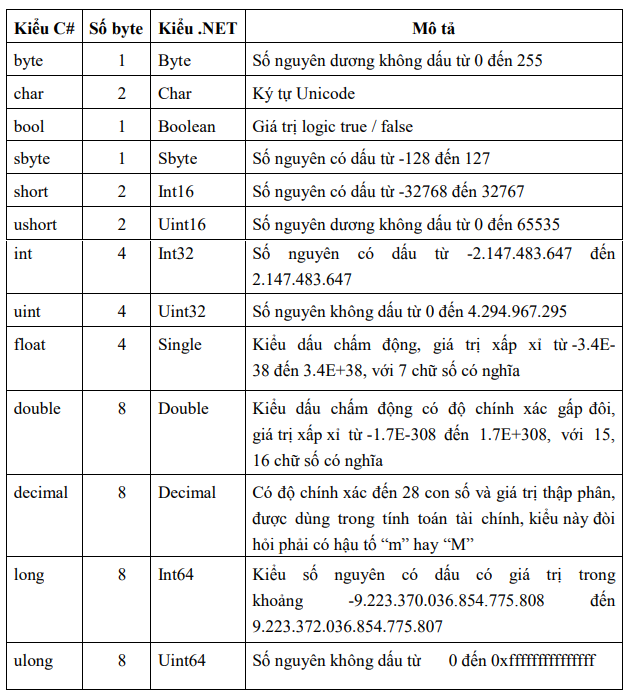 Kiểu C# Số byte Kiểu .NET Mô tả
byte 1 Byte Số nguyên dương không dấu từ 0 đến 255
char 2 Char Ký tự Unicode
bool 1 Boolean Giá trị logic true / false
sbyte 1 Sbyte Số nguyên có dấu từ -128 đến 127
short 2 Int16 Số nguyên có dấu từ -32768 đến 32767
ushort 2 Uint16 Số nguyên dương không dấu từ 0 đến 65535
int 4 Int32 Số nguyên có dấu từ -2.147.483.647 đến
2.147.483.647
uint 4 Uint32 Số nguyên không dấu từ 0 đến 4.294.967.295
float 4 Single Kiểu dấu chấm động, giá trị xấp xỉ từ -3.4E-
38 đến 3.4E+38, với 7 chữ số có nghĩa
double 8 Double Kiểu dấu chấm động có độ chính xác gấp đôi,
giá trị xấp xỉ từ -1.7E-308 đến 1.7E+308, với 15,
16 chữ số có nghĩa
decimal 8 Decimal Có độ chính xác đến 28 con số và giá trị thập phân,
được dùng trong tính toán tài chính, kiểu này đòi
hỏi phải có hậu tố “m” hay “M”
long 8 Int64 Kiểu số nguyên có dấu có giá trị trong
khoảng -9.223.370.036.854.775.808 đến
9.223.372.036.854.775.807
ulong 8 Uint64 Số nguyên không dấu từ 0 đến 0xffffffffffffffff